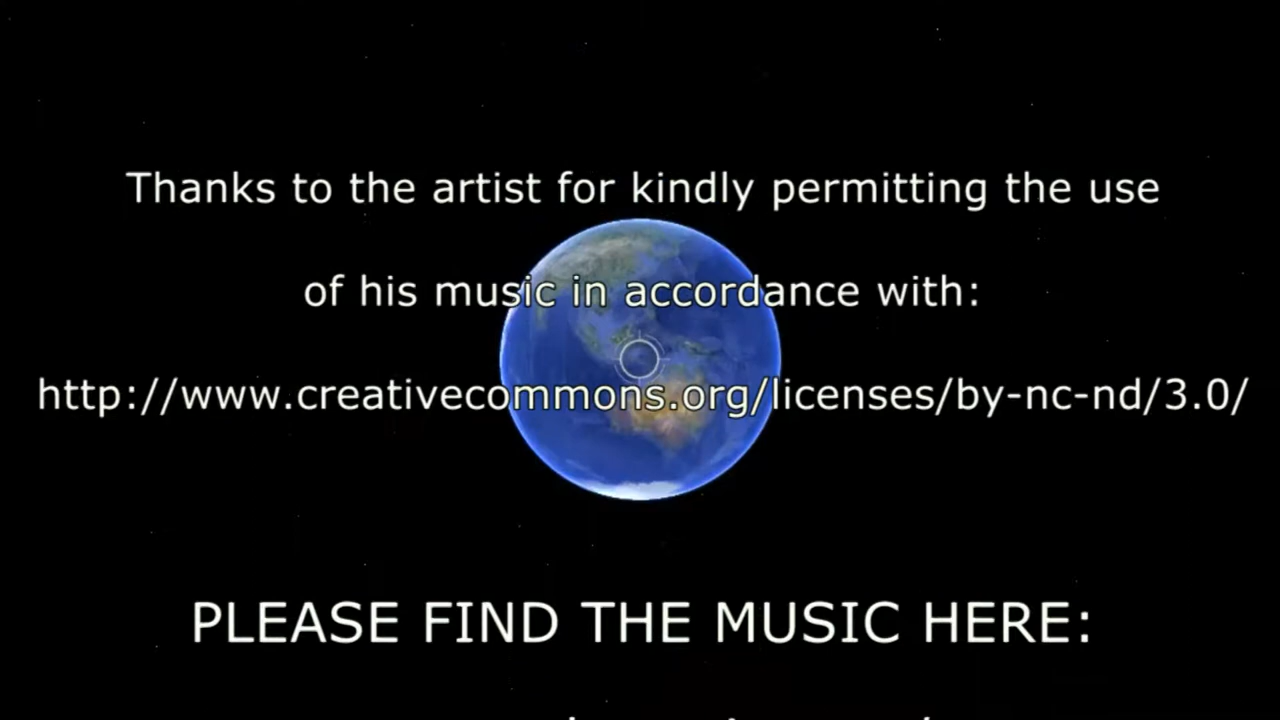 Thanks to the artist for kindly permitting the use
of his music in accordance with:
http://www.creativecommons.org/licenses/by-nc-nd/3.0/
PLEASE FIND THE MUSIC HERE: